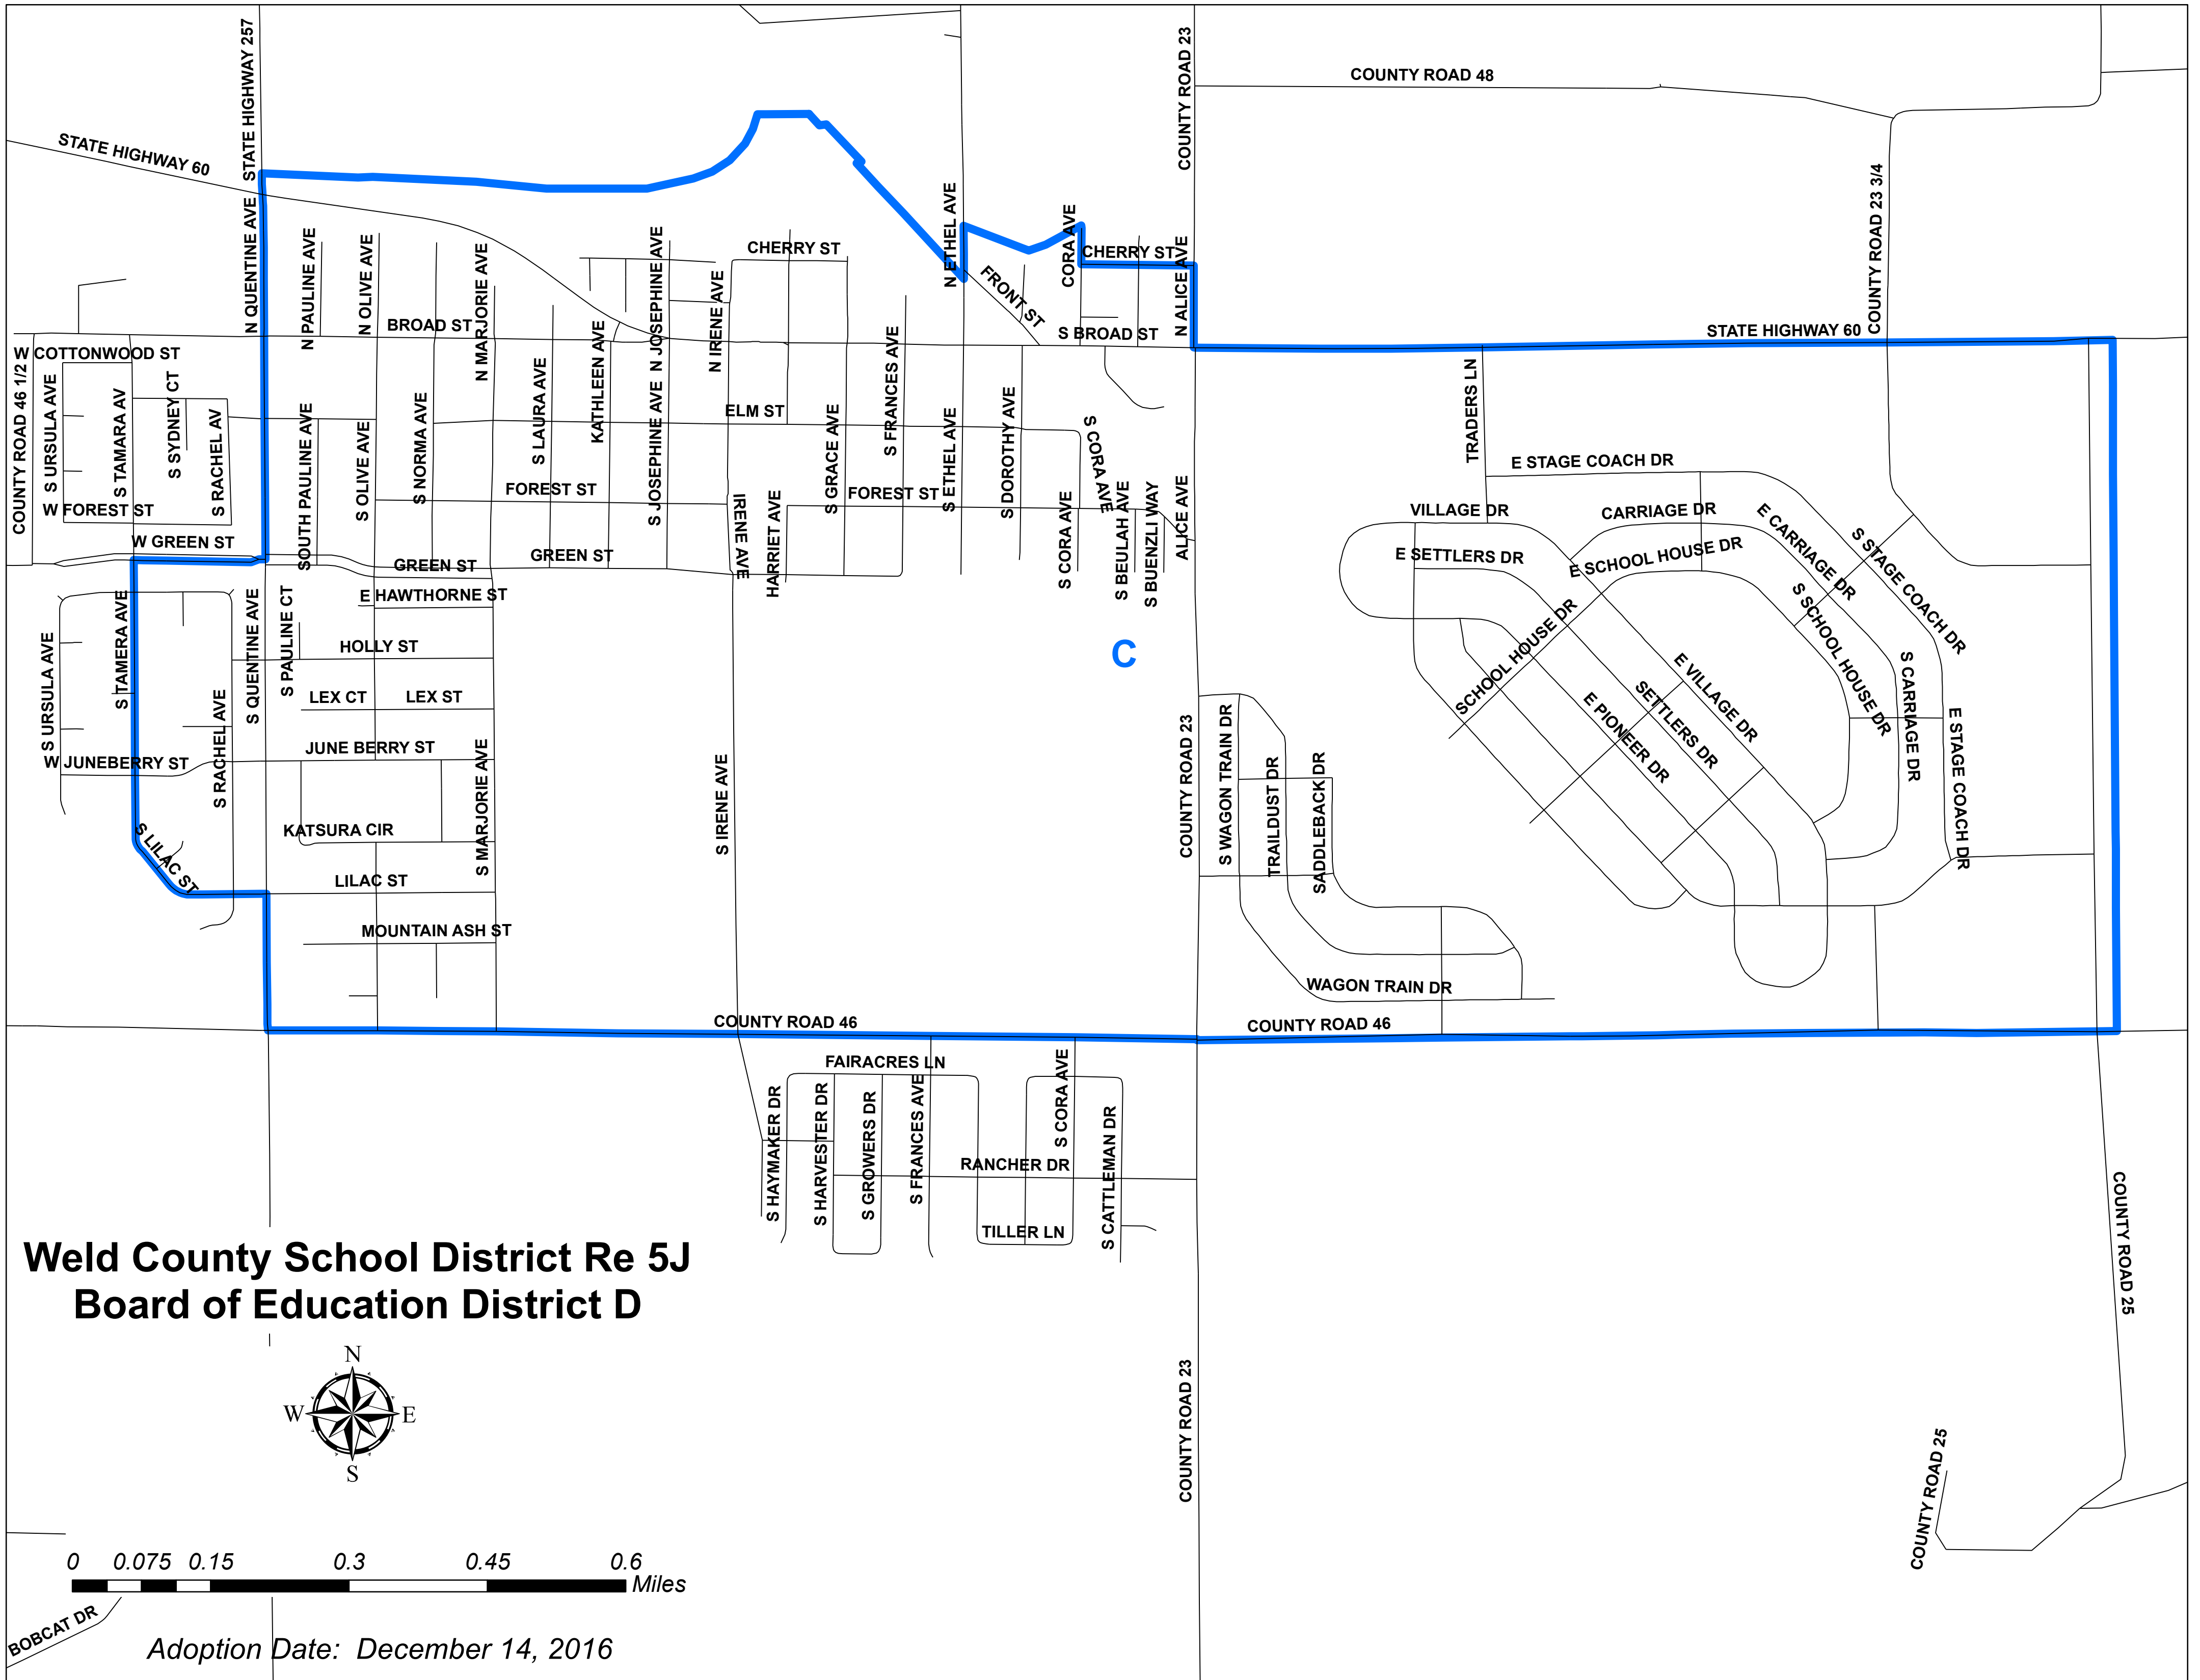 STATE HIGHWAY 257
COUNTY ROAD 23
COUNTY ROAD 48
STATE HIGHWAY 60
COUNTY ROAD 23 3/4
N QUENTINE AVE
N PAULINE AVE
N OLIVE AVE
N MARJORIE AVE
N JOSEPHINE AVE
N IRENE AVE
CHERRY ST
N ETHEL AVE
FRONT ST
CORA AVE
CHERRY ST
N ALICE AVE
BROAD ST
S BROAD ST
STATE HIGHWAY 60
W COTTONWOOD ST
COUNTY ROAD 46 1/2
S URSULA AVE
S TAMARA AV
S SYDNEY CT
S RACHEL AV
SOUTH PAULINE AV
S OLIVE AVE
S NORMA AVE
S LAURA AVE
KATHLEEN AVE
S JOSEPHINE AVE
ELM ST
S GRACE AVE
S FRANCES AVE
S ETHEL AVE
S DOROTHY AVE
S CORA AVE
TRADERS LN
E STAGE COACH DR
W FOREST ST
FOREST ST
FOREST ST
IRENE AVE
HARRIET AVE
S CORA AVE
S BEULAH AVE
S BUENZLI WAY
ALICE AVE
VILLAGE DR
CARRIAGE DR
E CARRIAGE DR
S STAGE COACH DR
W GREEN ST
GREEN ST
GREEN ST
E SETTLERS DR
E SCHOOL HOUSE DR
S SCHOOL HOUSE DR
E HAWTHORNE ST
S URSULA AVE
S TAMERA AVE
S RACHEL AVE
S QUENTINE AVE
S PAULINE CT
HOLLY ST
C
SCHOOL HOUSE DR
E VILLAGE DR
SETTLERS DR
E PIONEER DR
S CARRIAGE DR
E STAGE COACH DR
LEX CT
LEX ST
JUNE BERRY ST
W JUNEBERRY ST
S MARJORIE AVE
S IRENE AVE
COUNTY ROAD 23
S WAGON TRAIN DR
TRAILDUST DR
SADDLEBACK DR
KATSURA CIR
S LILAC ST
LILAC ST
MOUNTAIN ASH ST
WAGON TRAIN DR
COUNTY ROAD 46
COUNTY ROAD 46
FAIRACRES LN
S HAYMAKER DR
S HARVESTER DR
S GROWERS DR
S FRANCES AVE
S CORA AVE
S CATTLEMAN DR
RANCHER DR
TILLER LN
COUNTY ROAD 25
COUNTY ROAD 23
COUNTY ROAD 25
Weld County School District Re 5J
Board of Education District D
N
W
E
S
0 0.075 0.15 0.3 0.45 0.6
Miles
BOBCAT DR
Adoption Date: December 14, 2016